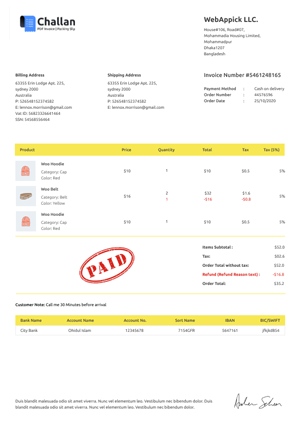 Challan
PDF Invoice|Packing Slip
WebAppick LLC.
House#106, Road#07,
Mohammadia Housing Limited,
Mohammadpur
Dhaka1207
Bangladesh
Billing Address
63355 Erin Lodge Apt. 225,
sydney 2000
Australia
P: 526548152374582
E: lennox.morrison@gmail.com
Vat ID: 56823336641464
SSN: 54568556464
Shipping Address
63355 Erin Lodge Apt. 225,
sydney 2000
Australia
P: 526548152374582
E: lennox.morrison@gmail.com
Invoice Number #5461248165
Payment Method : Cash on delivery
Order Number : 44576596
Order Date : 25/10/2020
Product Price Quantity Total Tax Tax (5%)
Woo Hoodie
Category: Cap
Color: Red
$10 1 $10 $0.5 5%
Woo Belt
Category: Belt
Color: Yellow
$16 2 $32 $1.6 5%
1 -$16 -$0.8
Woo Hoodie
Category: Cap
Color: Red
$10 1 $10 $0.5 5%
PAID
Items Subtotal : $52.0
Tax: $2.6
Order Total without tax: $52.0
Refund (Refund Reason text) : -$16.8
Order Total: $35.2
Customer Note: Call me 30 Minutes before arrival
Bank Name Account Name Account No. Sort Name IBAN BIC/SWIFT
City Bank Ohidul Islam 12345678 7154GFR 5647161
Duis blandit malesuada odio sit amet viverra. Nunc vel elementum leo. Vestibulum nec bibendum dolor. Duis
blandit malesuada odio sit amet viverra. Nunc vel elementum leo. Vestibulum nec bibendum dolor.